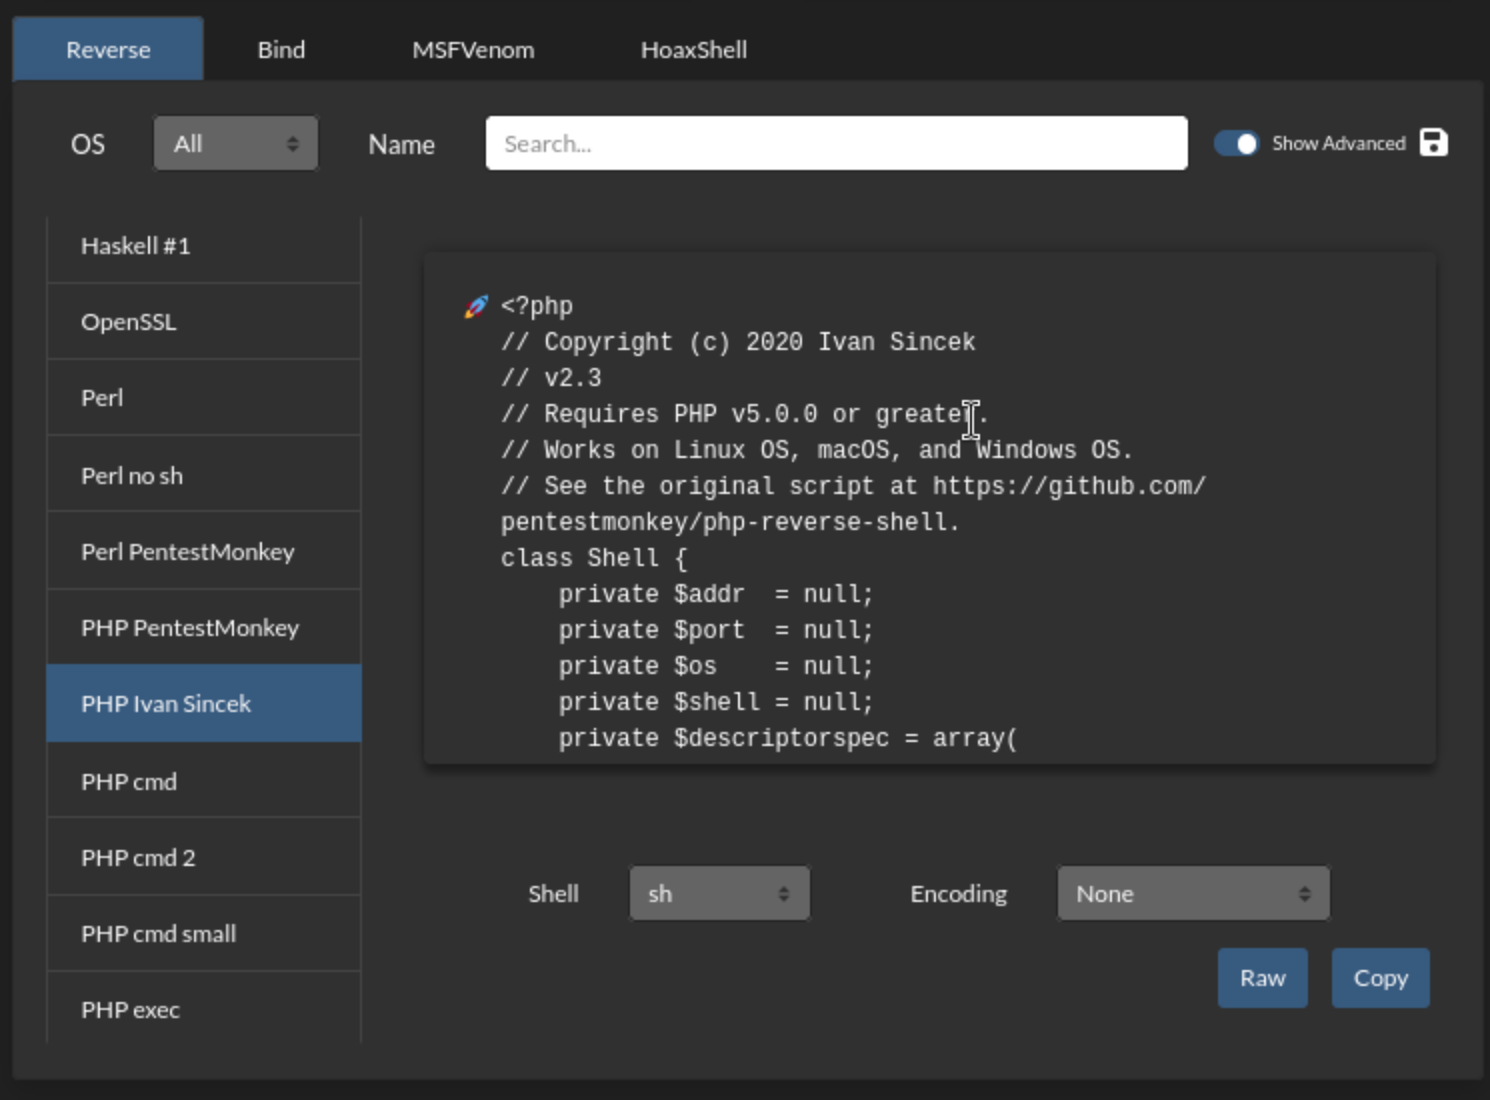 Reverse Bind MSFVenom HoaxShell
OS All Name Search... Show Advanced
Haskell #1
OpenSSL
Perl
Perl no sh
Perl PentestMonkey
PHP PentestMonkey
PHP Ivan Sincek
PHP cmd
PHP cmd 2
PHP cmd small
PHP exec
🚀 <?php
// Copyright (c) 2020 Ivan Sincek
// v2.3
// Requires PHP v5.0.0 or greater.
// Works on Linux OS, macOS, and Windows OS.
// See the original script at https://github.com/
pentestmonkey/php-reverse-shell.
class Shell {
    private $addr  = null;
    private $port  = null;
    private $os    = null;
    private $shell = null;
    private $descriptorspec = array(
Shell sh Encoding None
Raw Copy